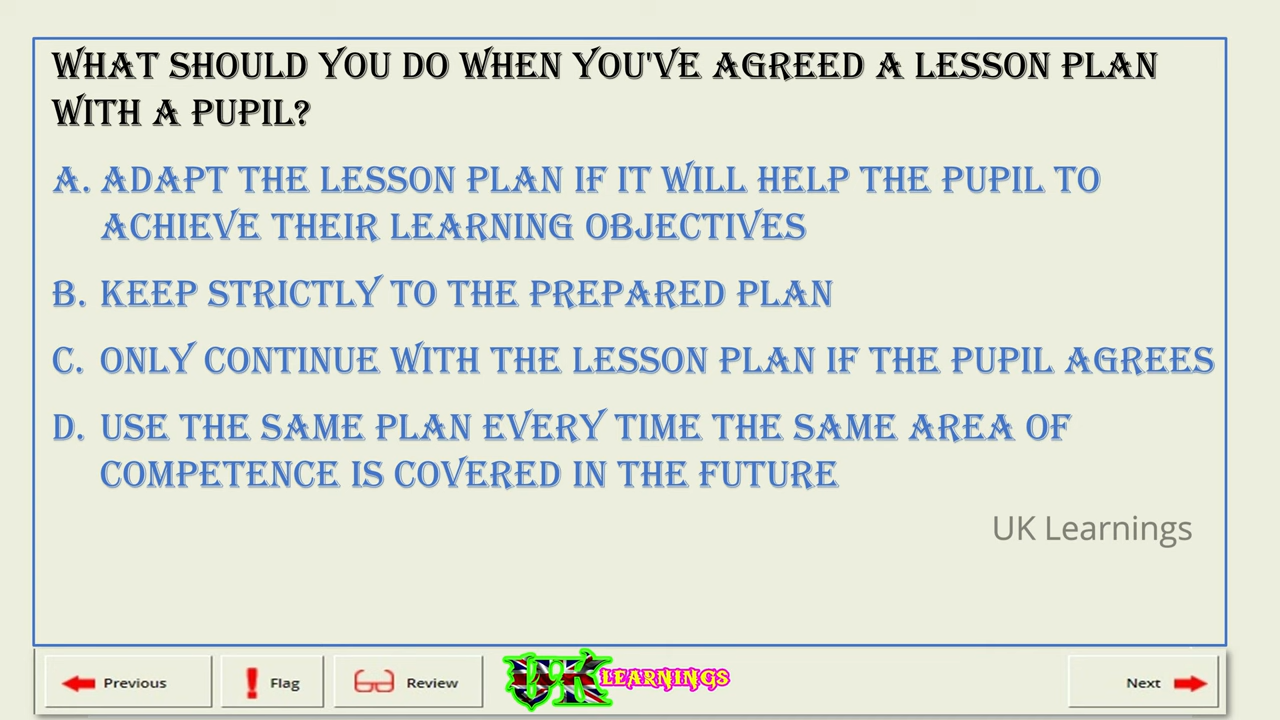 WHAT SHOULD YOU DO WHEN YOU'VE AGREED A LESSON PLAN
WITH A PUPIL?
A. ADAPT THE LESSON PLAN IF IT WILL HELP THE PUPIL TO
ACHIEVE THEIR LEARNING OBJECTIVES
B. KEEP STRICTLY TO THE PREPARED PLAN
C. ONLY CONTINUE WITH THE LESSON PLAN IF THE PUPIL AGREES
D. USE THE SAME PLAN EVERY TIME THE SAME AREA OF
COMPETENCE IS COVERED IN THE FUTURE
UK Learnings
Previous
Flag
Review
UK LEARNINGS
Next